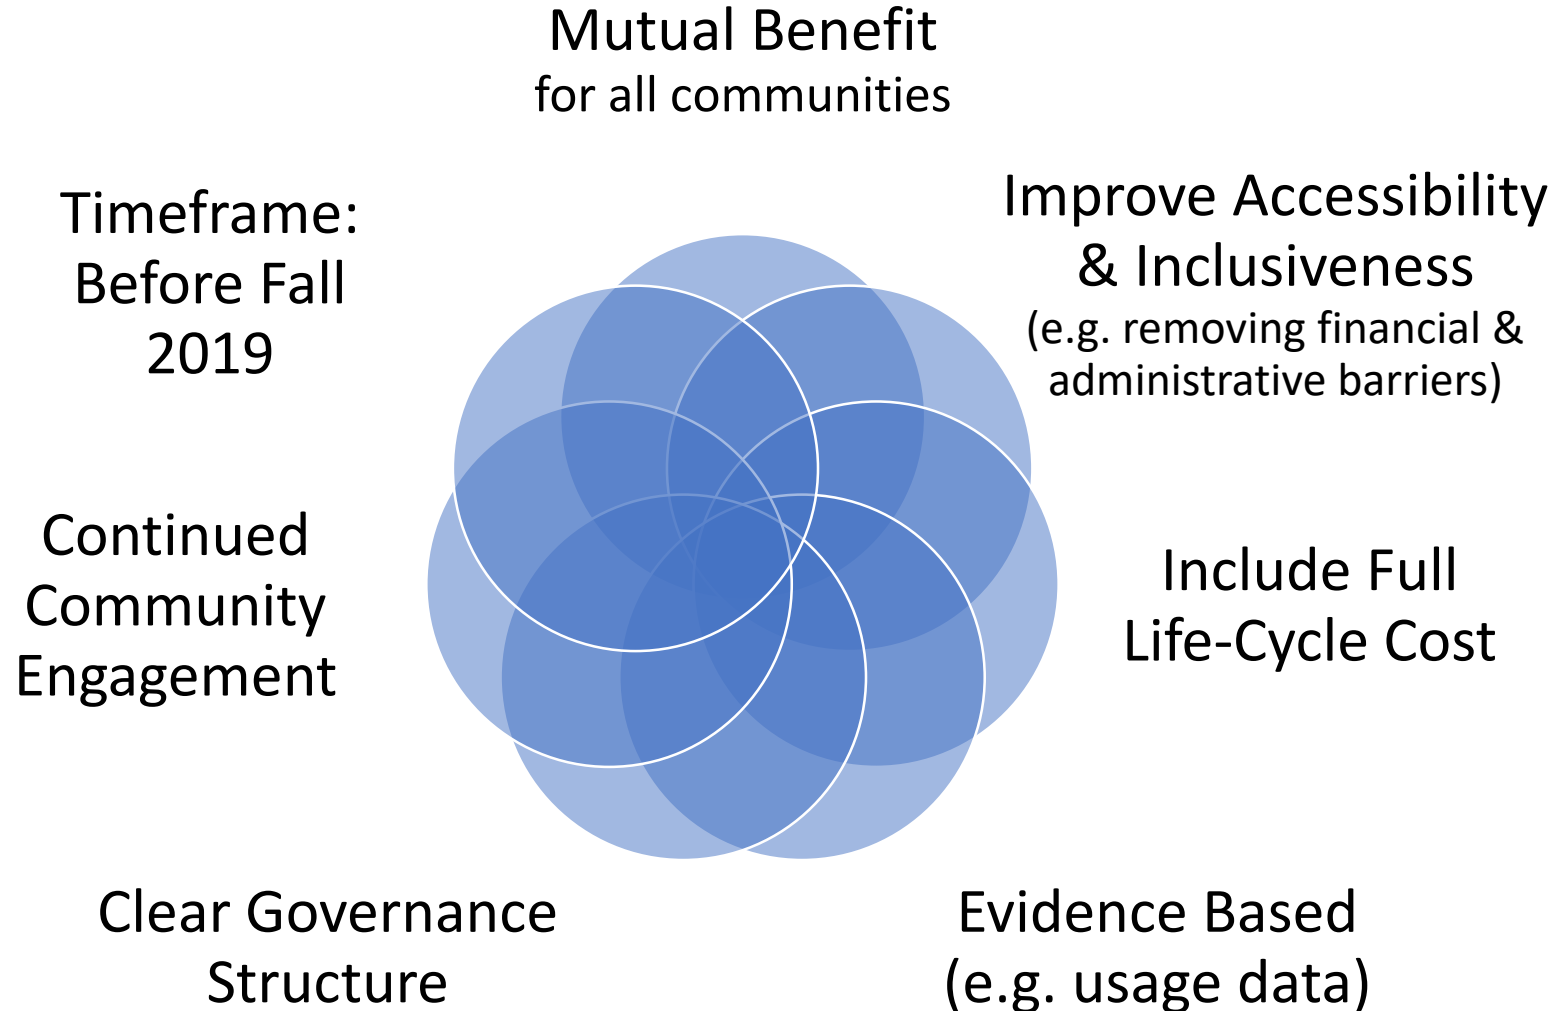 Mutual Benefit
for all communities
Improve Accessibility
& Inclusiveness
(e.g. removing financial &
administrative barriers)
Include Full
Life-Cycle Cost
Evidence Based
(e.g. usage data)
Clear Governance
Structure
Continued
Community
Engagement
Timeframe:
Before Fall
2019